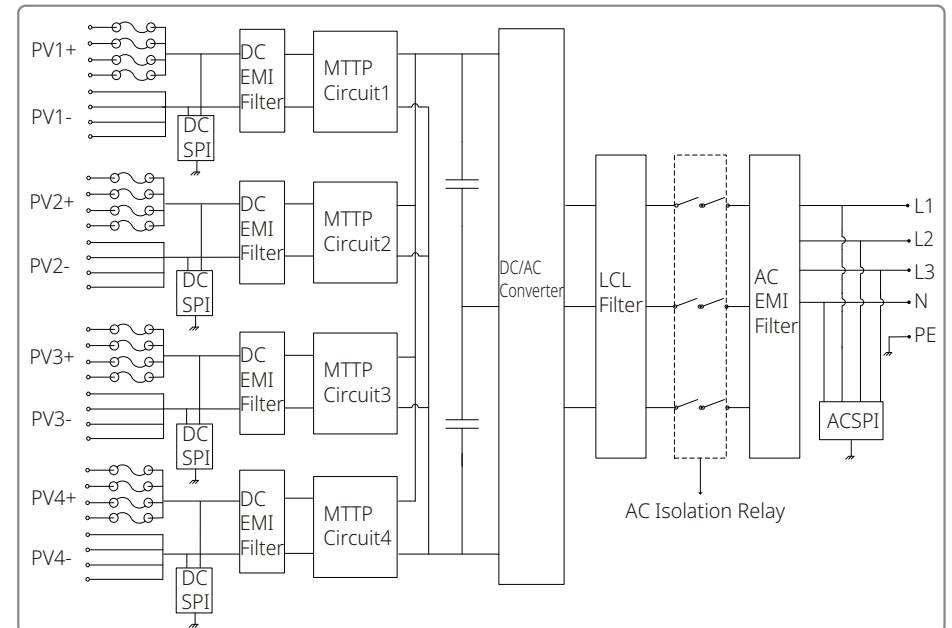 PV1+
PV1-
DC
EMI
Filter
MTTP
Circuit1
DC
SPI
PV2+
PV2-
DC
EMI
Filter
MTTP
Circuit2
DC
SPI
PV3+
PV3-
DC
EMI
Filter
MTTP
Circuit3
DC
SPI
PV4+
PV4-
DC
EMI
Filter
MTTP
Circuit4
DC
SPI
DC/AC
Converter
LCL
Filter
AC Isolation Relay
AC
EMI
Filter
L1
L2
L3
N
PE
ACSPI